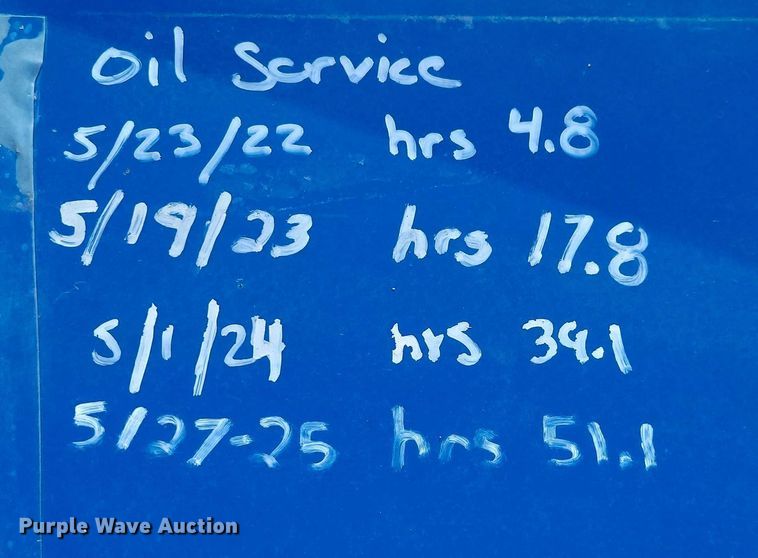 Oil Service
5/23/22 hrs 4.8
5/19/23 hrs 17.8
5/1/24 hrs 39.1
5/27-25 hrs 51.1
Purple Wave Auction